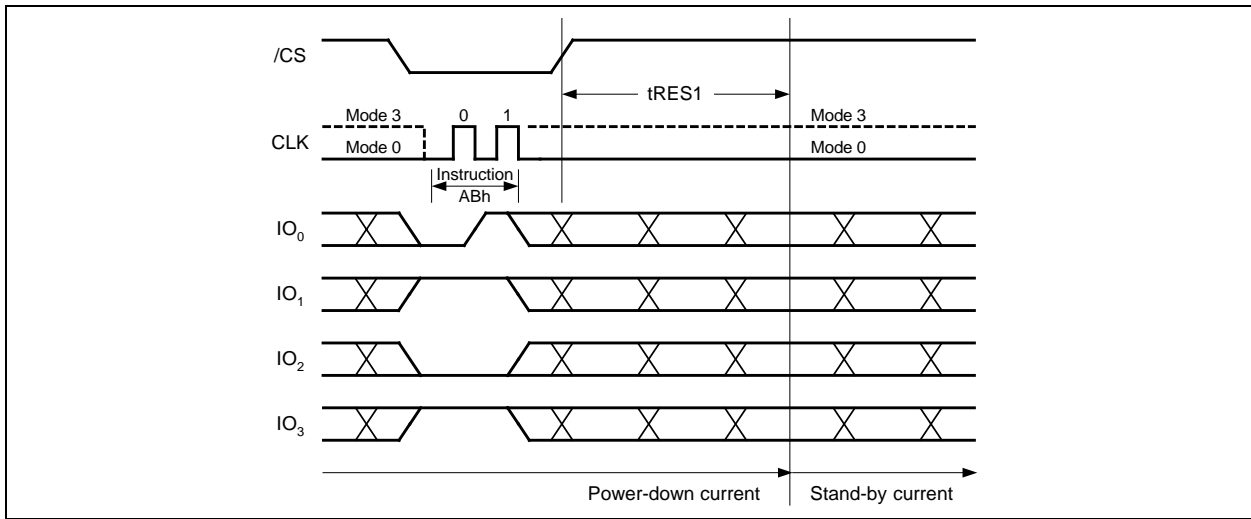 /CS
tRES1
Mode 3 0 1 Mode 3
CLK
Mode 0 Mode 0
Instruction
ABh
IO0
IO1
IO2
IO3
Power-down current Stand-by current